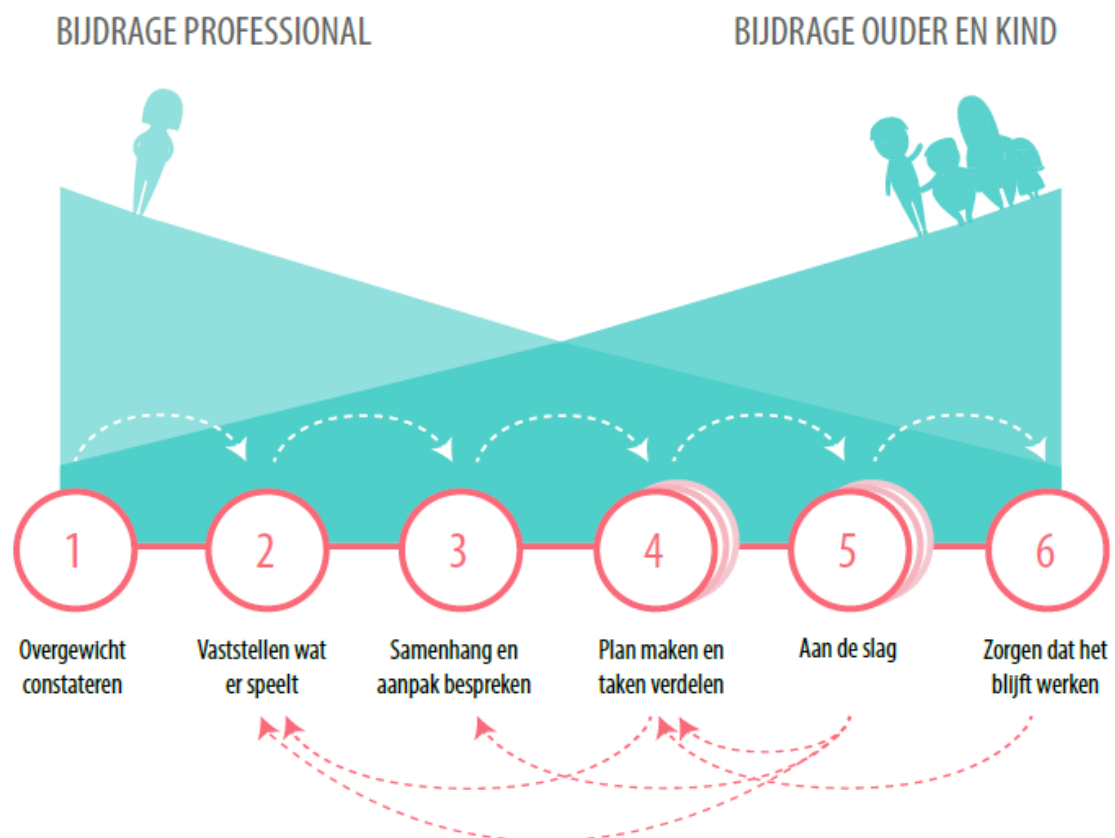 BIJDRAGE PROFESSIONAL
BIJDRAGE OUDER EN KIND
1
2
3
4
5
6
Overgewicht
constateren
Vaststellen wat
er speelt
Samenhang en
aanpak bespreken
Plan maken en
taken verdelen
Aan de slag
Zorgen dat het
blijft werken